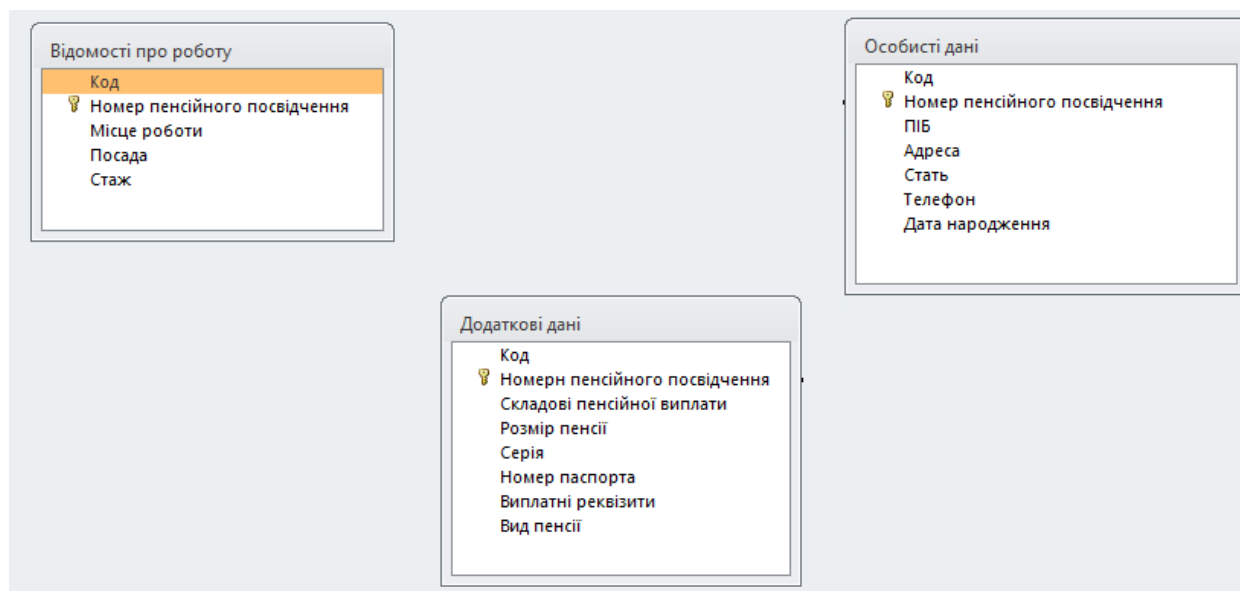 Відомості про роботу
Код
Номер пенсійного посвідчення
Місце роботи
Посада
Стаж
Особисті дані
Код
Номер пенсійного посвідчення
ПІБ
Адреса
Стать
Телефон
Дата народження
Додаткові дані
Код
Номерн пенсійного посвідчення
Складові пенсійної виплати
Розмір пенсії
Серія
Номер паспорта
Виплатні реквізити
Вид пенсії